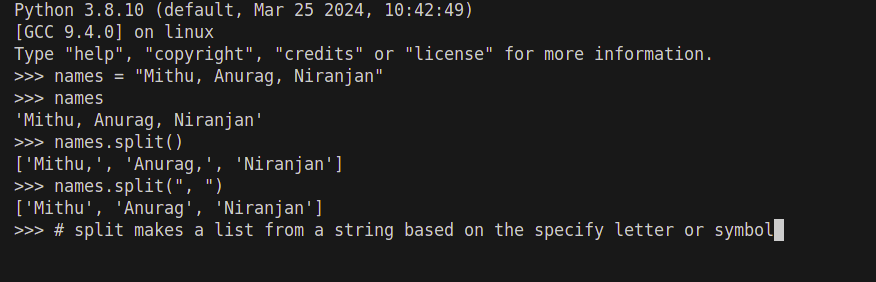 Python 3.8.10 (default, Mar 25 2024, 10:42:49)
[GCC 9.4.0] on linux
Type "help", "copyright", "credits" or "license" for more information.
>>> names = "Mithu, Anurag, Niranjan"
>>> names
'Mithu, Anurag, Niranjan'
>>> names.split()
['Mithu,', 'Anurag,', 'Niranjan']
>>> names.split(", ")
['Mithu', 'Anurag', 'Niranjan']
>>> # split makes a list from a string based on the specify letter or symbol